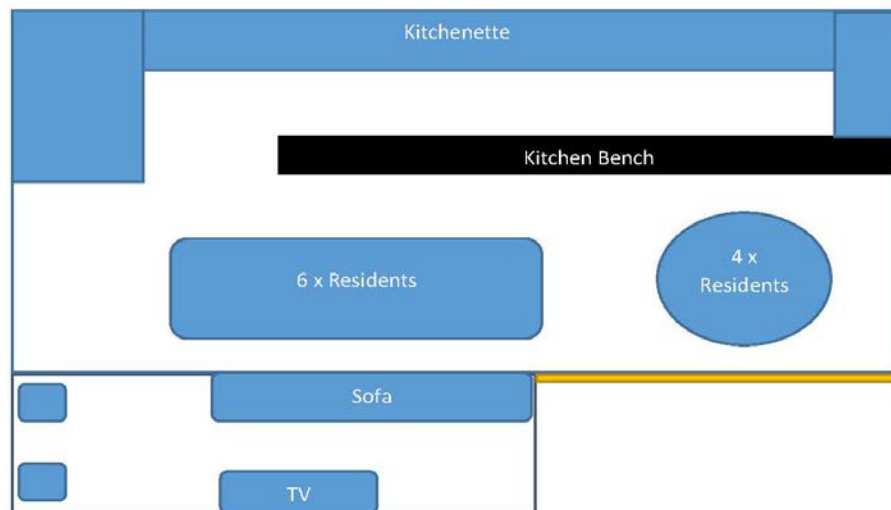 Kitchenette
Kitchen Bench
6 x Residents
4 x
Residents
Sofa
TV